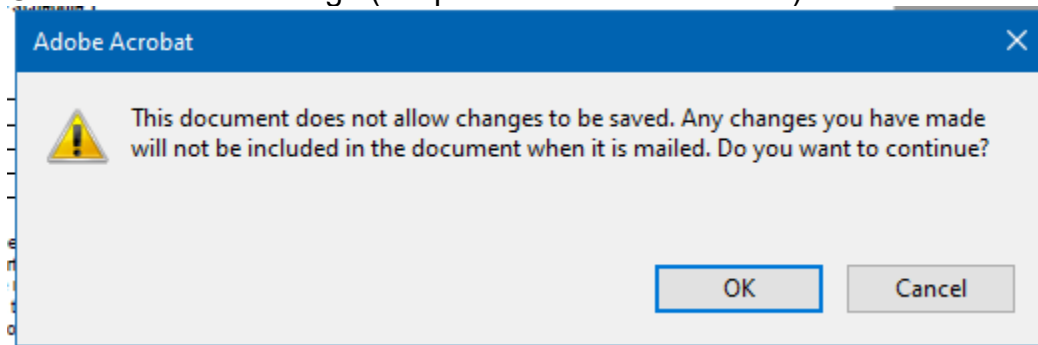 Adobe Acrobat
This document does not allow changes to be saved. Any changes you have made
will not be included in the document when it is mailed. Do you want to continue?
OK
Cancel